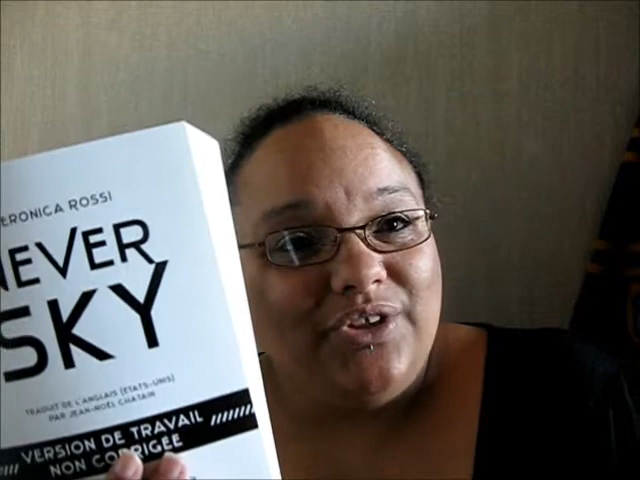 ERONICA ROSSI
NEVER
SKY
TRADUIT DE L'ANGLAIS (ÉTATS-UNIS)
PAR JEAN-NOËL CHATAIN
VERSION DE TRAVAIL
NON CORRIGÉE